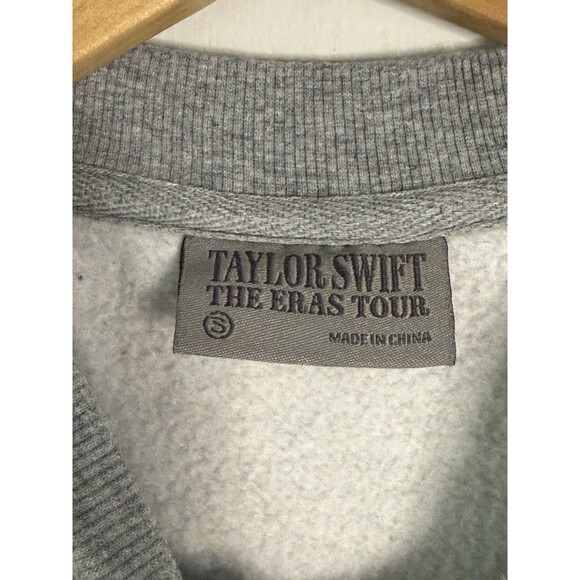 TAYLOR SWIFT
THE ERAS TOUR
S
MADE IN CHINA